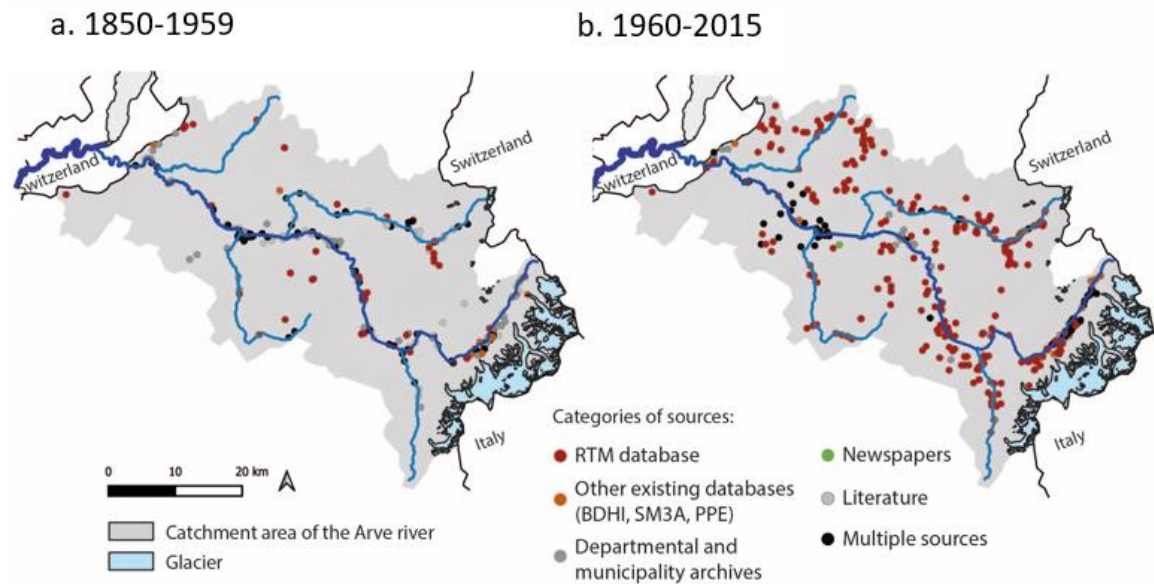 a. 1850-1959
b. 1960-2015
Switzerland
Switzerland
Italy
Switzerland
Switzerland
Italy
0 10 20 km
Catchment area of the Arve river
Glacier
Categories of sources:
RTM database
Other existing databases
(BDHI, SM3A, PPE)
Departmental and
municipality archives
Newspapers
Literature
Multiple sources